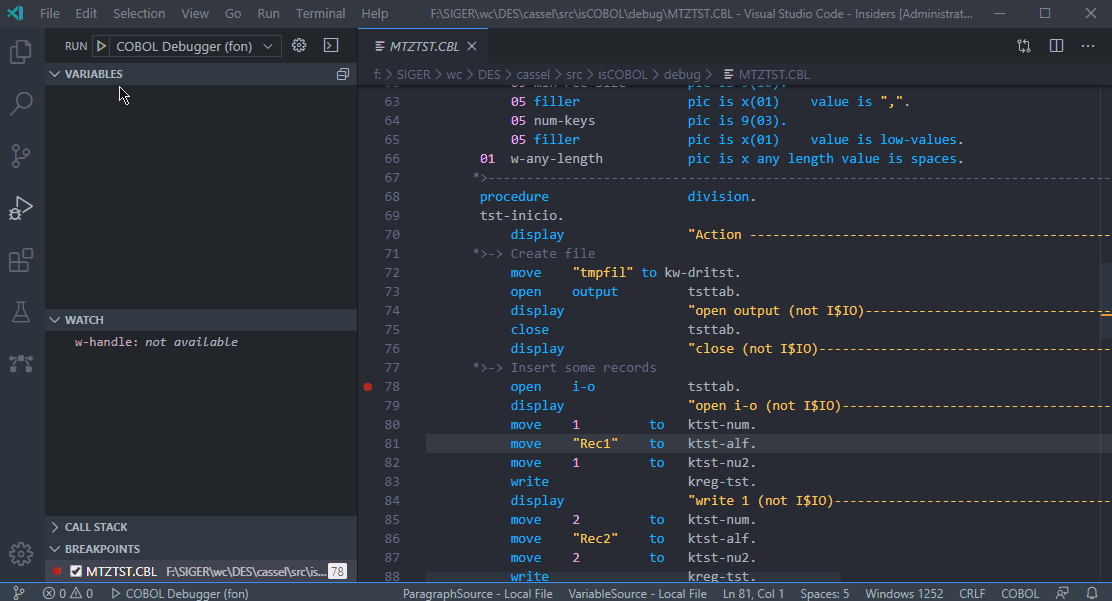 File Edit Selection View Go Run Terminal Help F:\SIGER\wc\DES\cassel\src\isCOBOL\debug\MTZTST.CBL - Visual Studio Code - Insiders [Administrat...
RUN COBOL Debugger (fon)
MTZTST.CBL
VARIABLES
f: > SIGER > wc > DES > cassel > src > isCOBOL > debug > MTZTST.CBL
63 05 filler pic is x(01) value is ",".
64 05 num-keys pic is 9(03).
65 05 filler pic is x(01) value is low-values.
66 01 w-any-length pic is x any length value is spaces.
67 *>---------------------------------------------------------------------------------
68 procedure division.
69 tst-inicio.
70 display "Action -----------------------------------------------
71 *>-> Create file
72 move "tmpfil" to kw-dritst.
73 open output tsttab.
74 display "open output (not I$IO)--------------------------------
75 close tsttab.
76 display "close (not I$IO)--------------------------------------
77 *>-> Insert some records
78 open i-o tsttab.
79 display "open i-o (not I$IO)-----------------------------------
80 move 1 to ktst-num.
81 move "Rec1" to ktst-alf.
82 move 1 to ktst-nu2.
83 write kreg-tst.
84 display "write 1 (not I$IO)------------------------------------
85 move 2 to ktst-num.
86 move "Rec2" to ktst-alf.
87 move 2 to ktst-nu2.
88 write kreg-tst.
WATCH
w-handle: not available
CALL STACK
BREAKPOINTS
MTZTST.CBL F:\SIGER\wc\DES\cassel\src\is... 78
0 0 COBOL Debugger (fon) ParagraphSource - Local File VariableSource - Local File Ln 81, Col 1 Spaces: 5 Windows 1252 CRLF COBOL